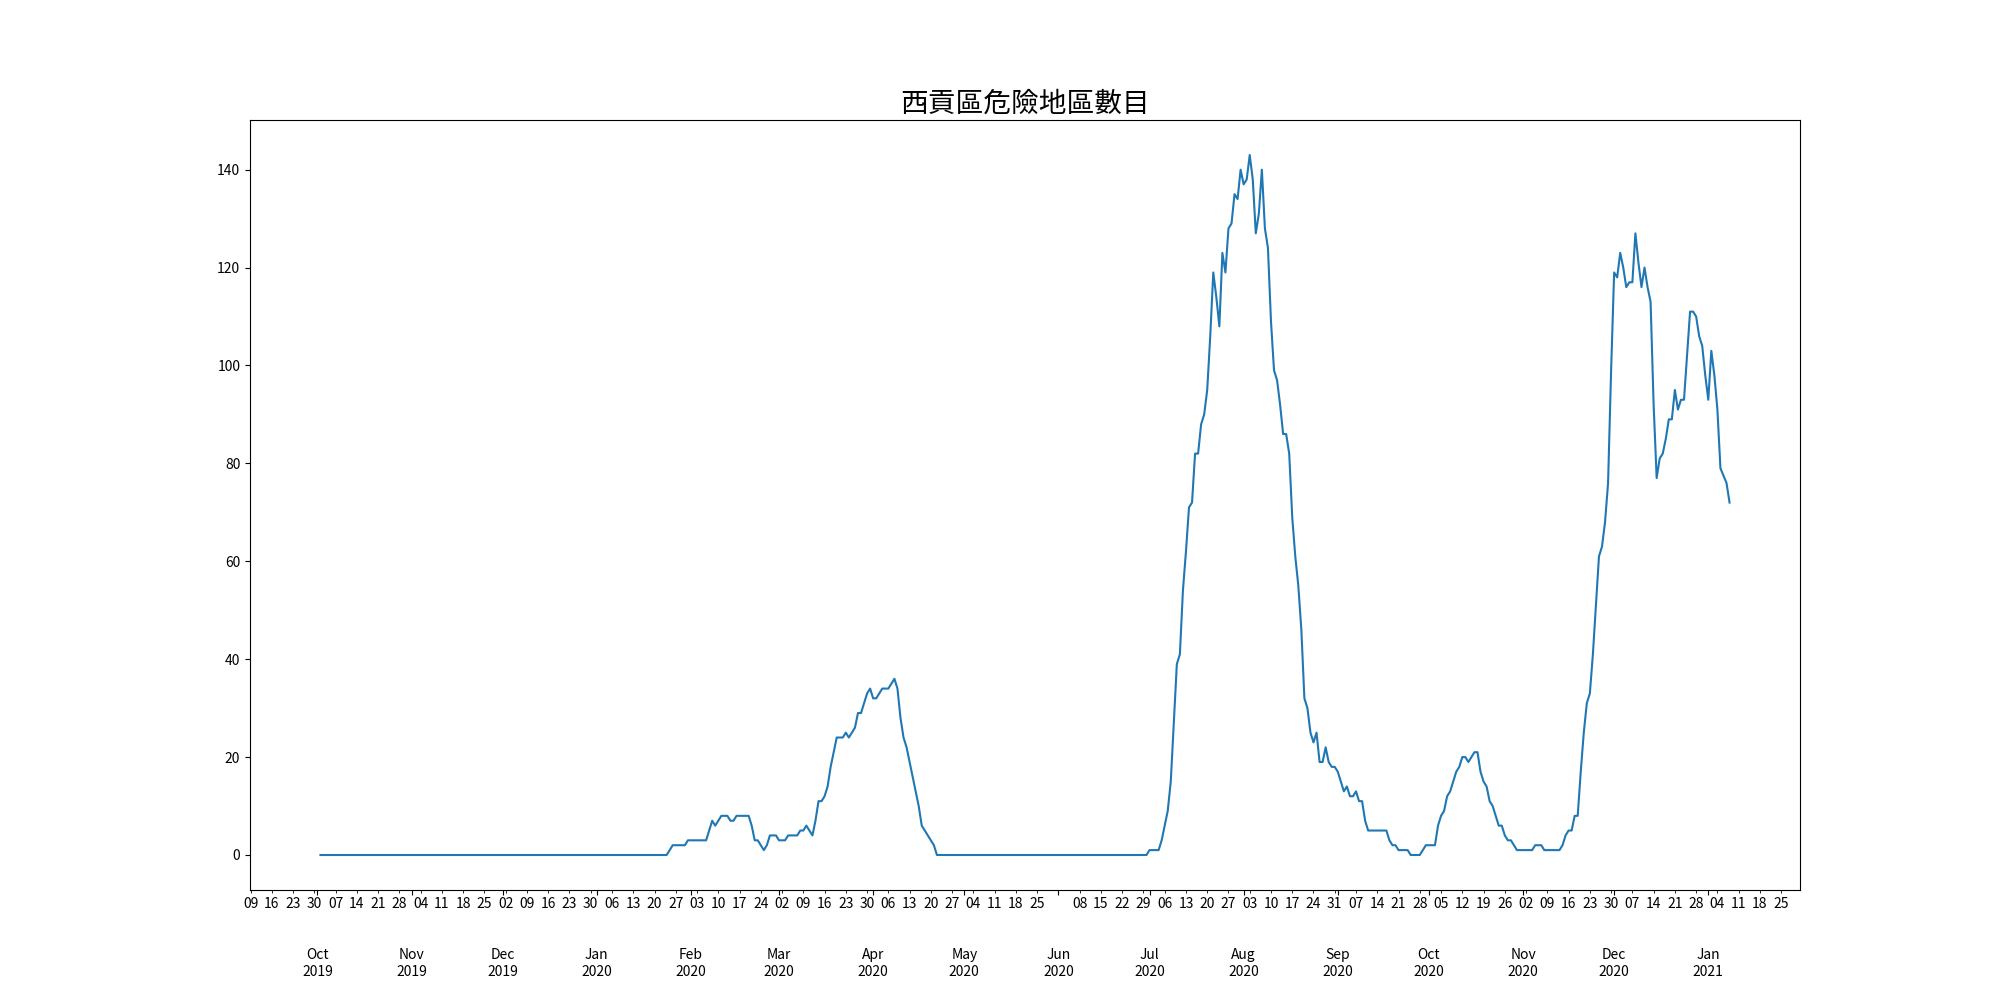 西貢區危險地區數目
140
120
100
80
60
40
20
0
09 16 23 30 07 14 21 28 04 11 18 25 02 09 16 23 30 06 13 20 27 03 10 17 24 02 09 16 23 30 06 13 20 27 04 11 18 25 08 15 22 29 06 13 20 27 03 10 17 24 31 07 14 21 28 05 12 19 26 02 09 16 23 30 07 14 21 28 04 11 18 25
Oct Nov Dec Jan Feb Mar Apr May Jun Jul Aug Sep Oct Nov Dec Jan
2019 2019 2019 2020 2020 2020 2020 2020 2020 2020 2020 2020 2020 2020 2020 2021